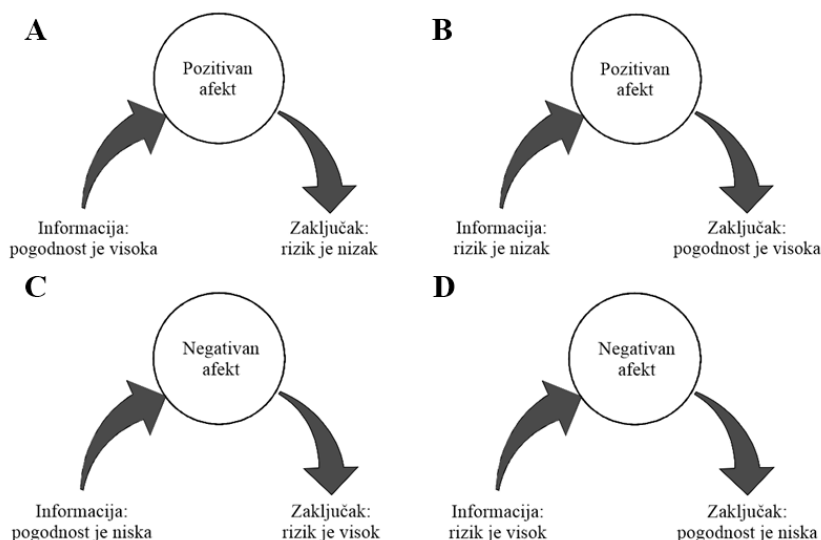 A
Pozitivan
afekt
Informacija:
pogodnost je visoka
Zaključak:
rizik je nizak
B
Pozitivan
afekt
Informacija:
rizik je nizak
Zaključak:
pogodnost je visoka
C
Negativan
afekt
Informacija:
pogodnost je niska
Zaključak:
rizik je visok
D
Negativan
afekt
Informacija:
rizik je visok
Zaključak:
pogodnost je niska